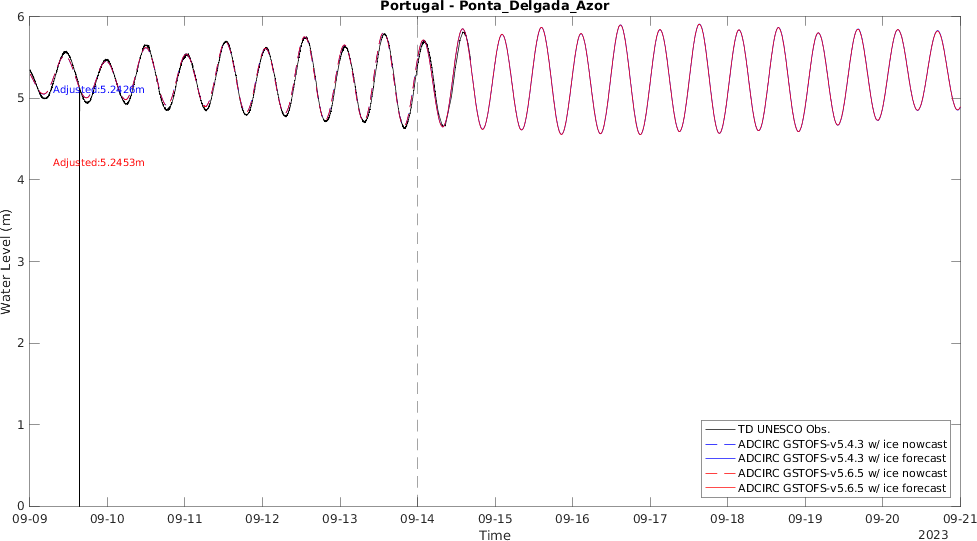 Portugal - Ponta_Delgada_Azor
6
5
4
3
2
1
0
Water Level (m)
Adjusted:5.2426m
Adjusted:5.2453m
TD UNESCO Obs.
ADCIRC GSTOFS-v5.4.3 w/ ice nowcast
ADCIRC GSTOFS-v5.4.3 w/ ice forecast
ADCIRC GSTOFS-v5.6.5 w/ ice nowcast
ADCIRC GSTOFS-v5.6.5 w/ ice forecast
09-09 09-10 09-11 09-12 09-13 09-14 09-15 09-16 09-17 09-18 09-19 09-20 09-21
Time
2023